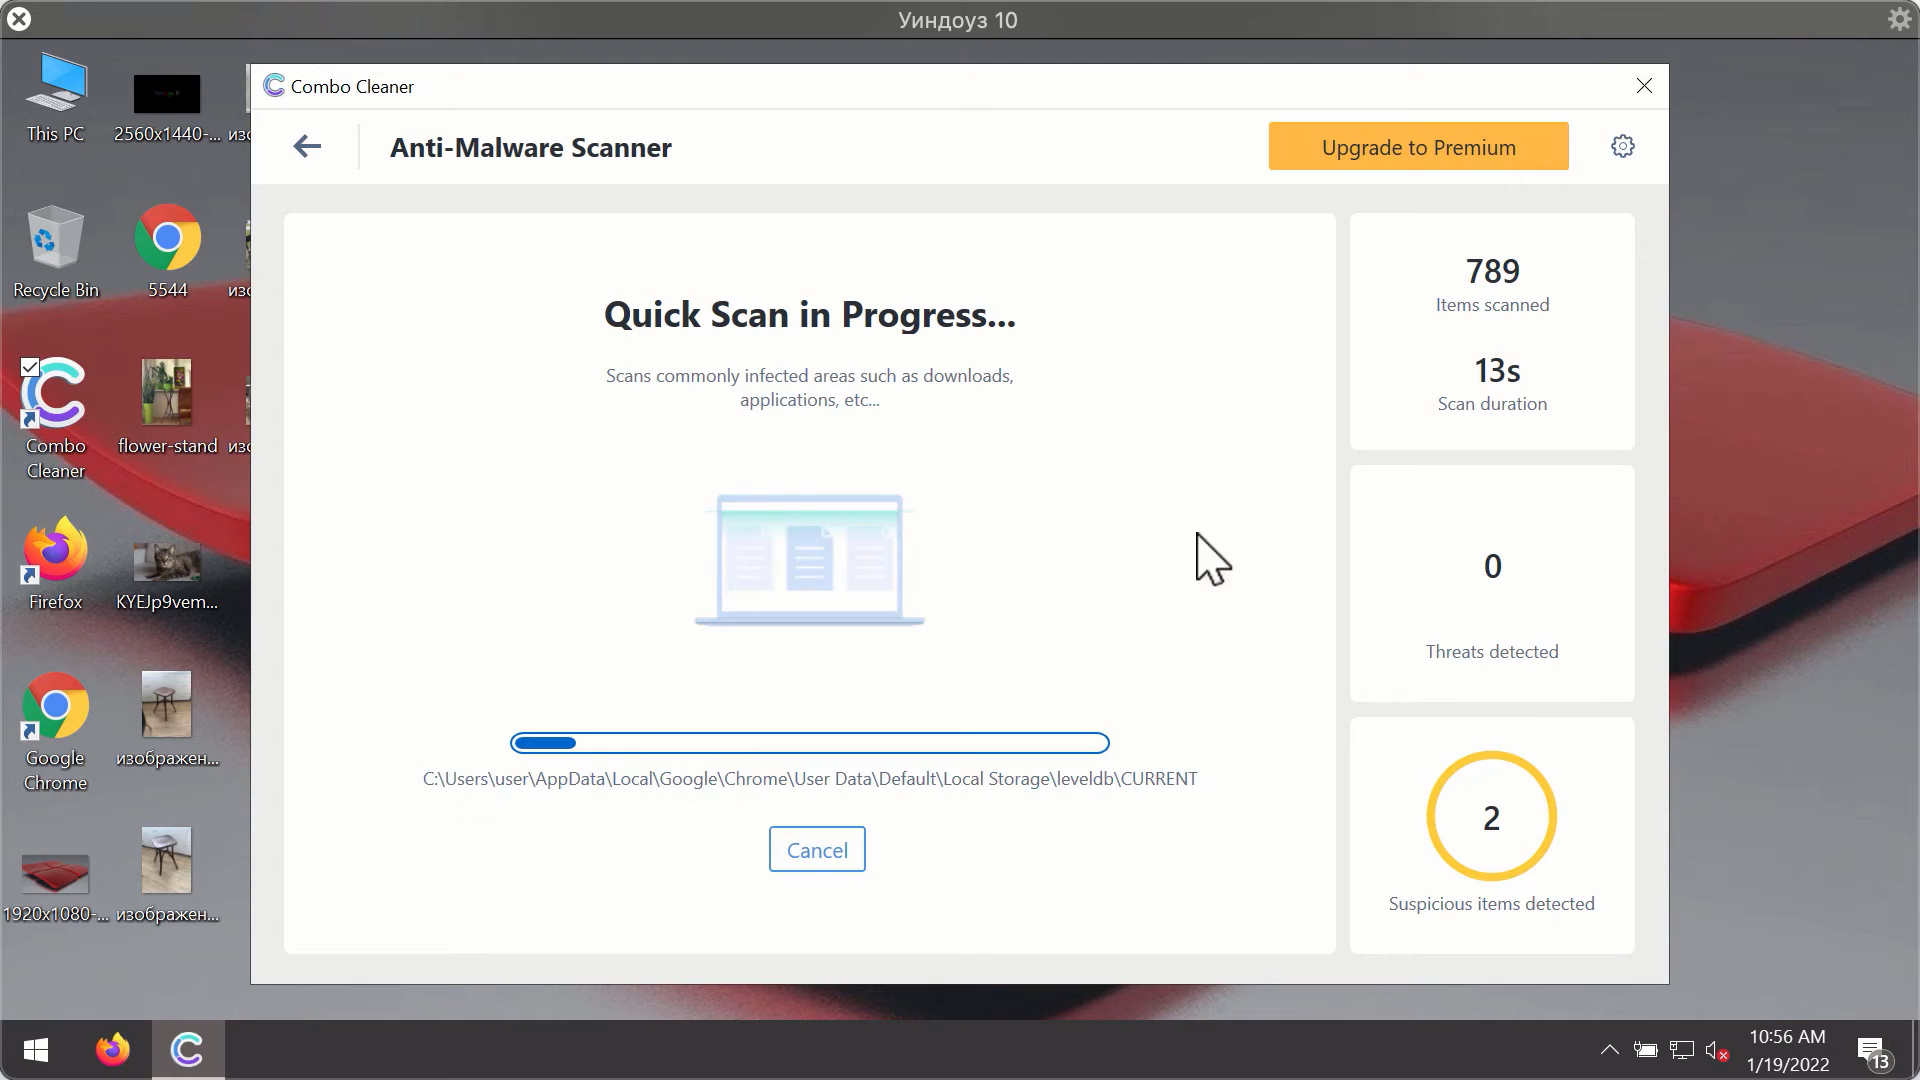 Уиндоуз 10
This PC
2560x1440-...
изс
Recycle Bin
5544
изс
Combo
Cleaner
flower-stand
изс
Firefox
KYEJp9vem...
Google
Chrome
изображен...
1920x1080-...
изображен...
Combo Cleaner
Anti-Malware Scanner
Upgrade to Premium
Quick Scan in Progress...
Scans commonly infected areas such as downloads,
applications, etc...
C:\Users\user\AppData\Local\Google\Chrome\User Data\Default\Local Storage\leveldb\CURRENT
Cancel
789
Items scanned
13s
Scan duration
0
Threats detected
2
Suspicious items detected
10:56 AM
1/19/2022
13